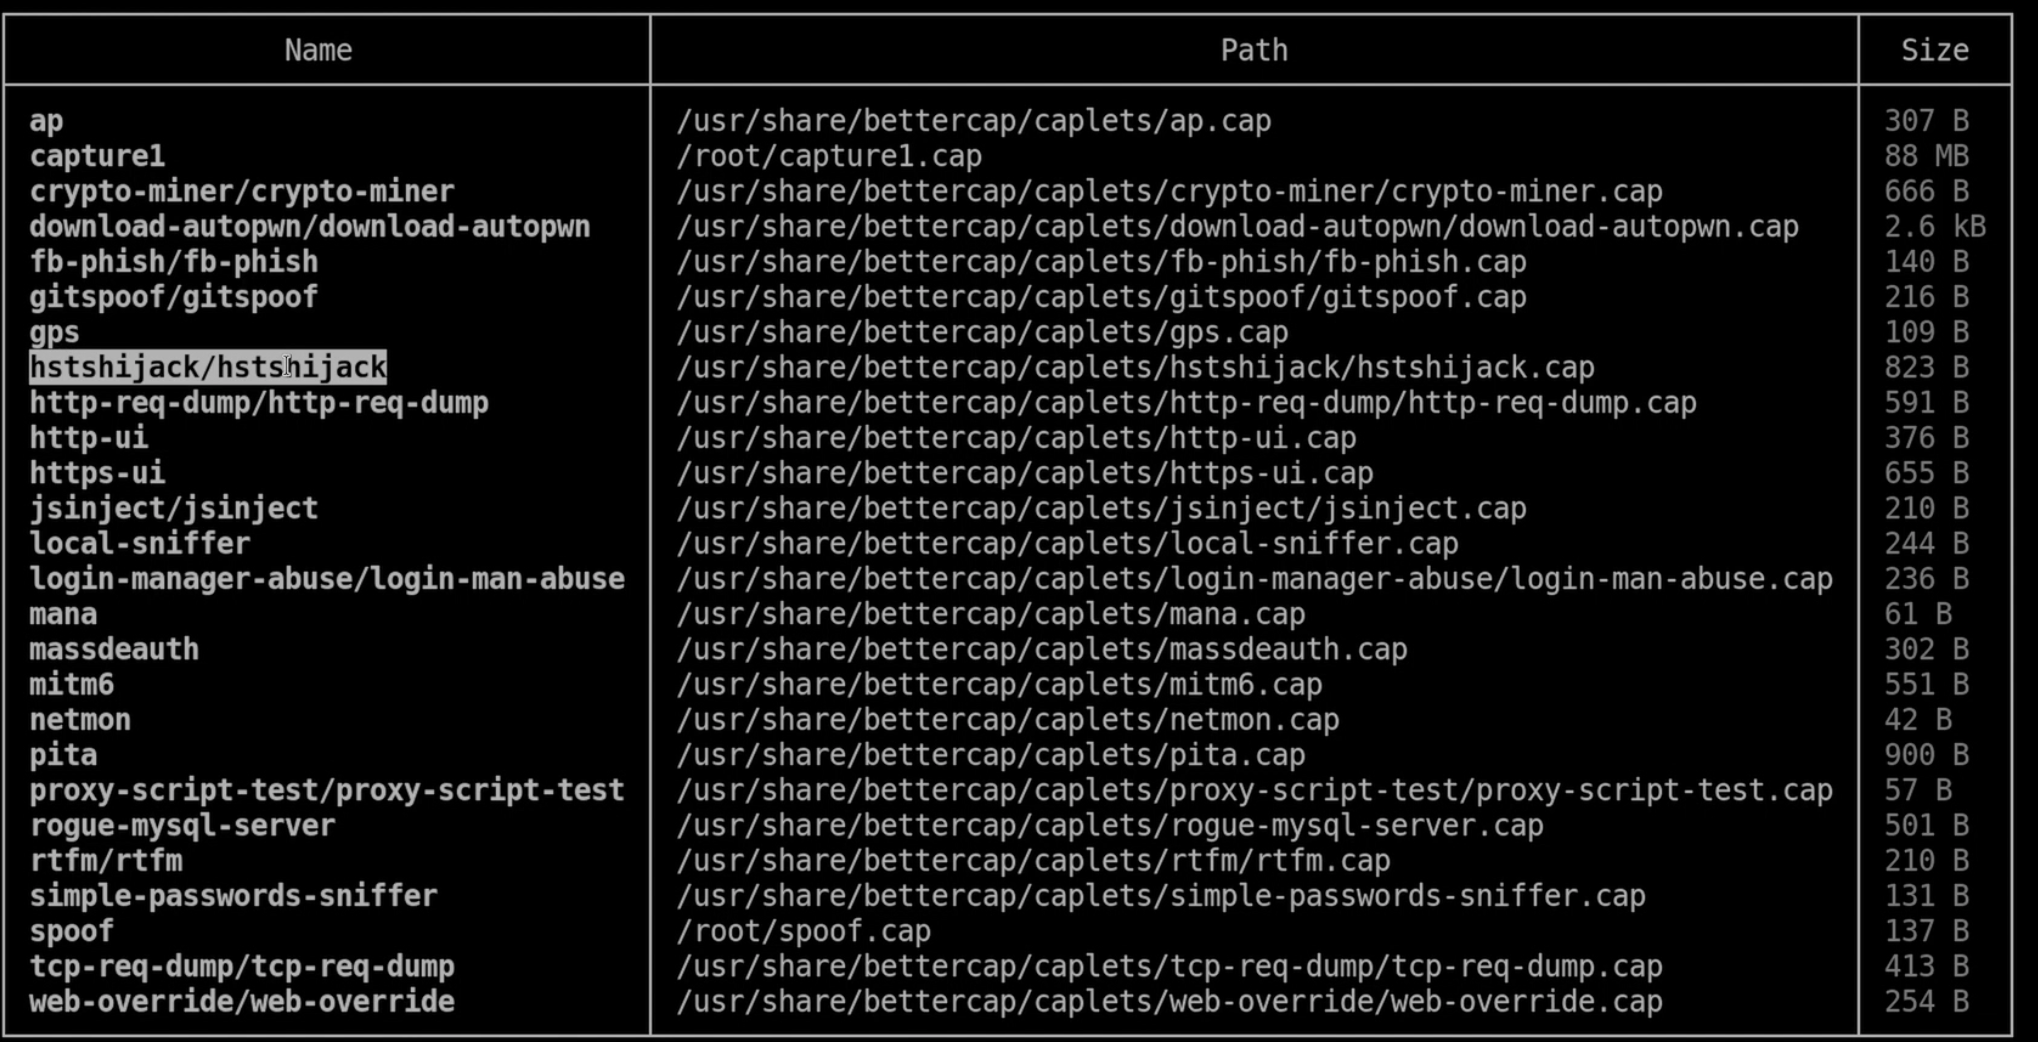 Name Path Size
ap /usr/share/bettercap/caplets/ap.cap 307 B
capture1 /root/capture1.cap 88 MB
crypto-miner/crypto-miner /usr/share/bettercap/caplets/crypto-miner/crypto-miner.cap 666 B
download-autopwn/download-autopwn /usr/share/bettercap/caplets/download-autopwn/download-autopwn.cap 2.6 kB
fb-phish/fb-phish /usr/share/bettercap/caplets/fb-phish/fb-phish.cap 140 B
gitspoof/gitspoof /usr/share/bettercap/caplets/gitspoof/gitspoof.cap 216 B
gps /usr/share/bettercap/caplets/gps.cap 109 B
hstshijack/hstshijack /usr/share/bettercap/caplets/hstshijack/hstshijack.cap 823 B
http-req-dump/http-req-dump /usr/share/bettercap/caplets/http-req-dump/http-req-dump.cap 591 B
http-ui /usr/share/bettercap/caplets/http-ui.cap 376 B
https-ui /usr/share/bettercap/caplets/https-ui.cap 655 B
jsinject/jsinject /usr/share/bettercap/caplets/jsinject/jsinject.cap 210 B
local-sniffer /usr/share/bettercap/caplets/local-sniffer.cap 244 B
login-manager-abuse/login-man-abuse /usr/share/bettercap/caplets/login-manager-abuse/login-man-abuse.cap 236 B
mana /usr/share/bettercap/caplets/mana.cap 61 B
massdeauth /usr/share/bettercap/caplets/massdeauth.cap 302 B
mitm6 /usr/share/bettercap/caplets/mitm6.cap 551 B
netmon /usr/share/bettercap/caplets/netmon.cap 42 B
pita /usr/share/bettercap/caplets/pita.cap 900 B
proxy-script-test/proxy-script-test /usr/share/bettercap/caplets/proxy-script-test/proxy-script-test.cap 57 B
rogue-mysql-server /usr/share/bettercap/caplets/rogue-mysql-server.cap 501 B
rtfm/rtfm /usr/share/bettercap/caplets/rtfm/rtfm.cap 210 B
simple-passwords-sniffer /usr/share/bettercap/caplets/simple-passwords-sniffer.cap 131 B
spoof /root/spoof.cap 137 B
tcp-req-dump/tcp-req-dump /usr/share/bettercap/caplets/tcp-req-dump/tcp-req-dump.cap 413 B
web-override/web-override /usr/share/bettercap/caplets/web-override/web-override.cap 254 B